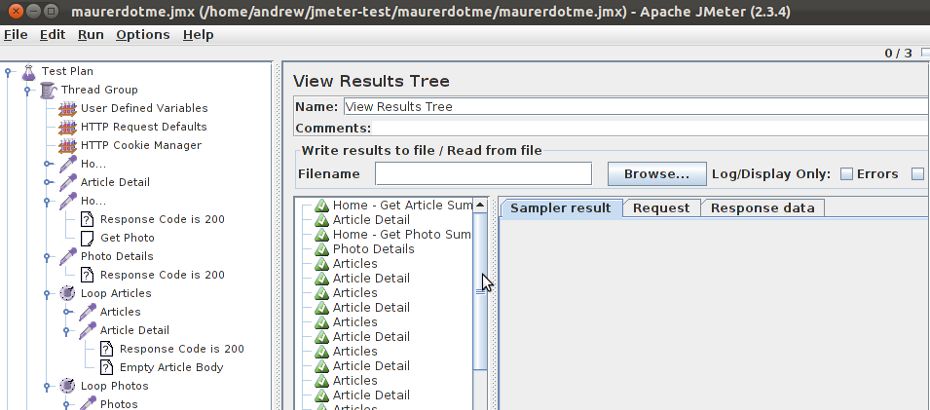 maurerdotme.jmx (/home/andrew/jmeter-test/maurerdotme/maurerdotme.jmx) - Apache JMeter (2.3.4)
File Edit Run Options Help
0 / 3
Test Plan
Thread Group
User Defined Variables
HTTP Request Defaults
HTTP Cookie Manager
Ho...
Article Detail
Ho...
Response Code is 200
Get Photo
Photo Details
Response Code is 200
Loop Articles
Articles
Article Detail
Response Code is 200
Empty Article Body
Loop Photos
Photos
View Results Tree
Name: View Results Tree
Comments:
Write results to file / Read from file
Filename Browse... Log/Display Only: Errors
Home - Get Article Sum
Article Detail
Home - Get Photo Sum
Photo Details
Articles
Article Detail
Articles
Article Detail
Articles
Article Detail
Articles
Article Detail
Articles
Article Detail
Articles
Sampler result Request Response data